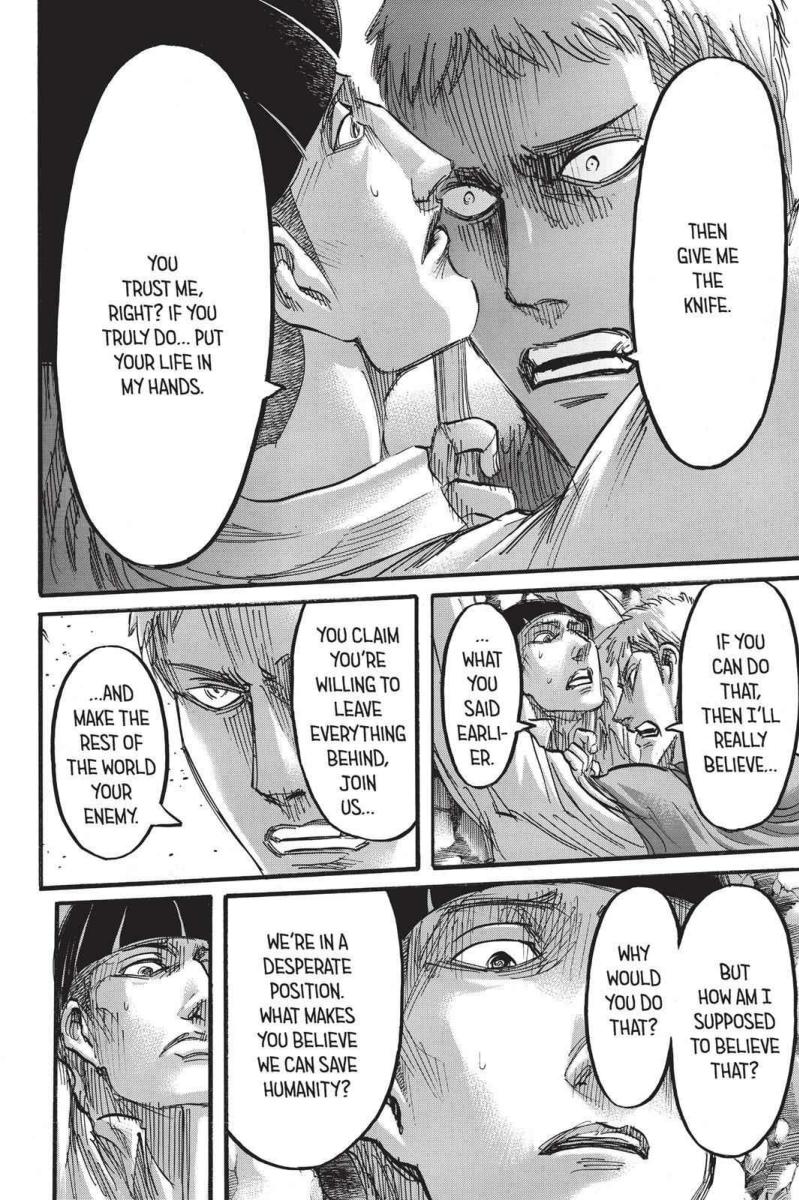 THEN
GIVE ME
THE
KNIFE.
YOU
TRUST ME,
RIGHT? IF YOU
TRULY DO... PUT
YOUR LIFE IN
MY HANDS.
IF YOU
CAN DO
THAT,
THEN I'LL
REALLY
BELIEVE...
...
WHAT
YOU
SAID
EARLI-
ER.
YOU CLAIM
YOU'RE
WILLING TO
LEAVE
EVERYTHING
BEHIND,
JOIN
US...
...AND
MAKE THE
REST OF
THE WORLD
YOUR
ENEMY.
BUT
HOW AM I
SUPPOSED
TO BELIEVE
THAT?
WHY
WOULD
YOU DO
THAT?
WE'RE IN A
DESPERATE
POSITION.
WHAT MAKES
YOU BELIEVE
WE CAN SAVE
HUMANITY?